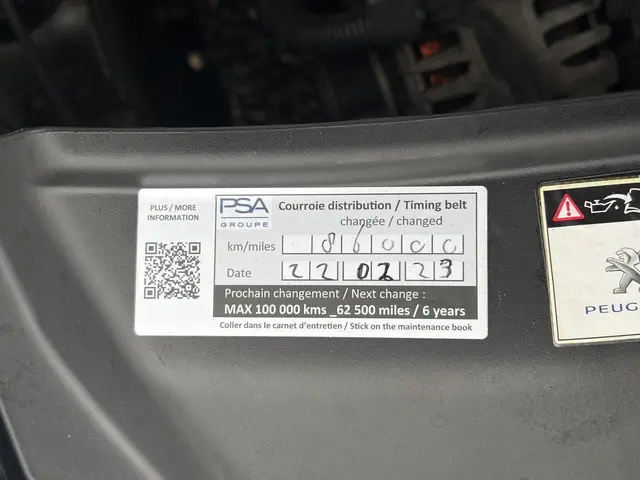 PLUS / MORE
INFORMATION
PSA
GROUPE
Courroie distribution / Timing belt
changée / changed
km/miles 86000
Date 22 02 23
Prochain changement / Next change :
MAX 100 000 kms _62 500 miles / 6 years
Coller dans le carnet d'entretien / Stick on the maintenance book